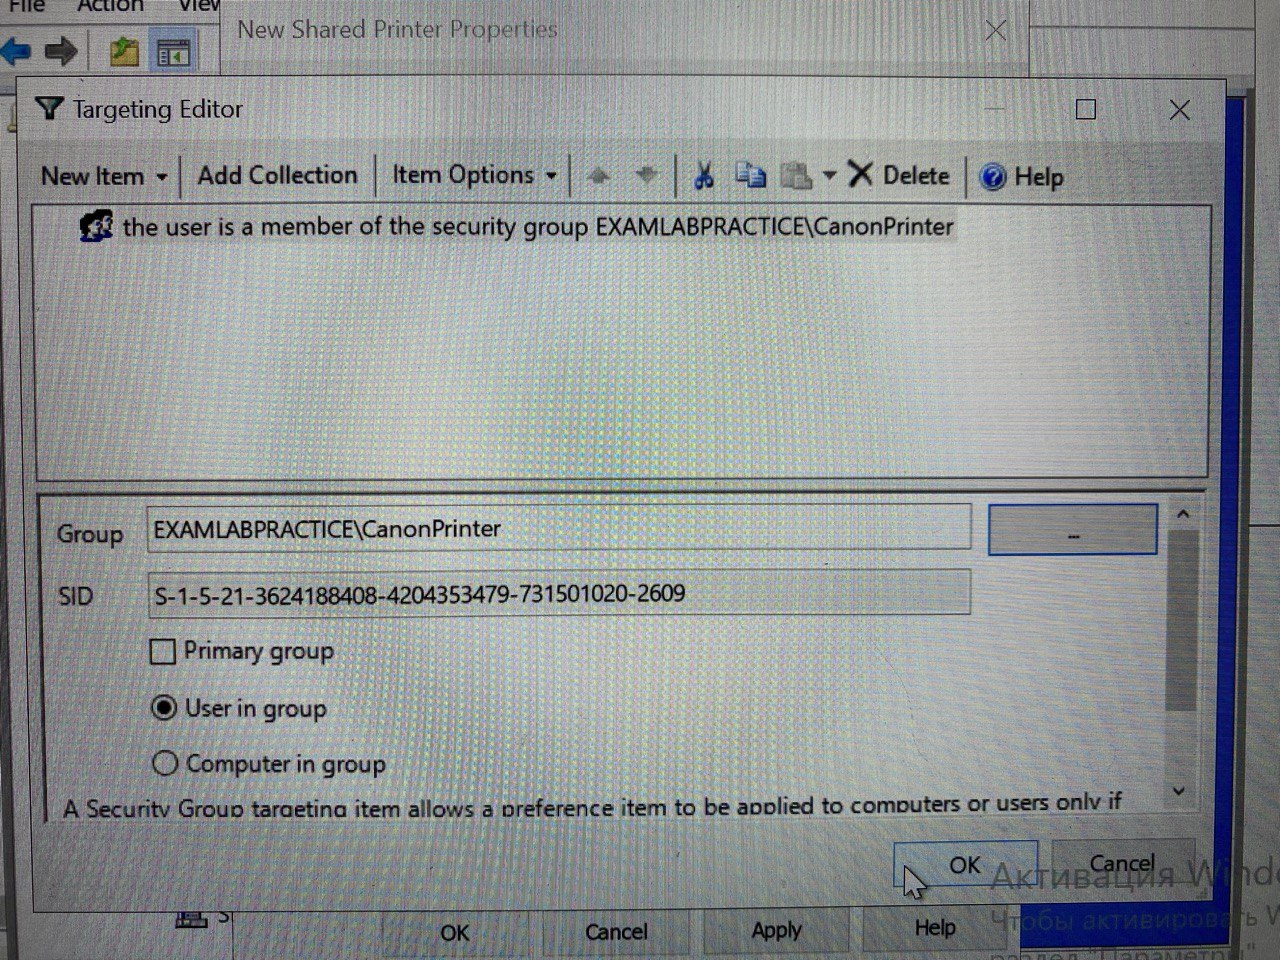 File Action View
New Shared Printer Properties
Targeting Editor
New Item Add Collection Item Options Delete Help
the user is a member of the security group EXAMLABPRACTICE\CanonPrinter
Group EXAMLABPRACTICE\CanonPrinter ...
SID S-1-5-21-3624188408-4204353479-731501020-2609
Primary group
User in group
Computer in group
A Security Group targeting item allows a preference item to be applied to computers or users only if
OK Cancel
Активация Windo
Чтобы активировать W
раздел "Параметры"
S
OK Cancel Apply Help